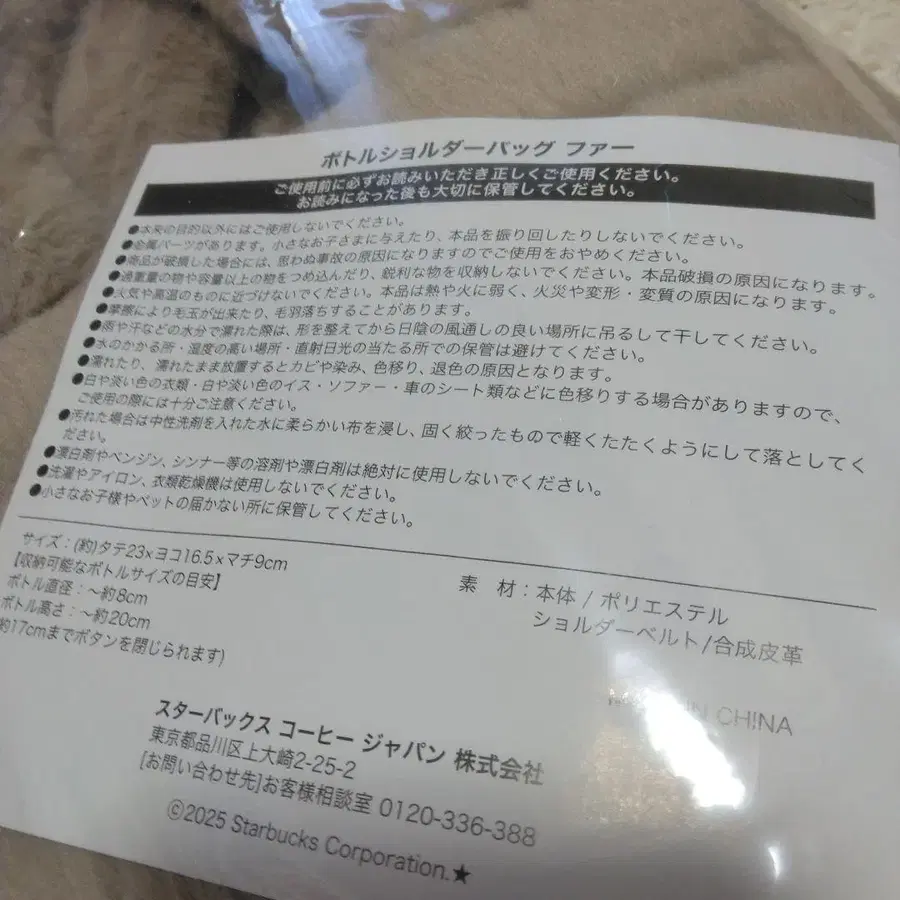 ボトルショルダーバッグ ファー
ご使用前に必ずお読みいただき正しくご使用ください。
お読みになった後も大切に保管してください。
●本来の目的以外にはご使用しないでください。
●金属パーツがあります。小さなお子さまに与えたり、本品を振り回したりしないでください。
●商品が破損した場合には、思わぬ事故の原因になりますのでご使用をおやめください。
●過重量の物や容量以上の物をつめ込んだり、鋭利な物を収納しないでください。本品破損の原因になります。
●火気や高温のものに近づけないでください。本品は熱や火に弱く、火災や変形・変質の原因になります。
●摩擦により毛玉が出来たり、毛羽落ちすることがあります。
●雨や汗などの水分で濡れた際は、形を整えてから日陰の風通しの良い場所に吊るして干してください。
●水のかかる所・湿度の高い場所・直射日光の当たる所での保管は避けてください。
●濡れたり、濡れたまま放置するとカビや染み、色移り、退色の原因となります。
●白や淡い色の衣類・白や淡い色のイス・ソファー・車のシート類などに色移りする場合がありますので、
ご使用の際には十分ご注意ください。
●汚れた場合は中性洗剤を入れた水に柔らかい布を浸し、固く絞ったもので軽くたたくようにして落としてく
ださい。
●漂白剤やベンジン、シンナー等の溶剤や漂白剤は絶対に使用しないでください。
●洗濯やアイロン、衣類乾燥機は使用しないでください。
●小さなお子様やペットの届かない所に保管してください。
サイズ:(約)タテ23×ヨコ16.5×マチ9cm
【収納可能なボトルサイズの目安】
ボトル直径:〜約8cm
ボトル高さ:〜約20cm
約17cmまでボタンを閉じられます)
素 材:本体/ポリエステル
ショルダーベルト/合成皮革
IN CHINA
スターバックス コーヒー ジャパン 株式会社
東京都品川区上大崎2-25-2
[お問い合わせ先]お客様相談室 0120-336-388
©2025 Starbucks Corporation.★